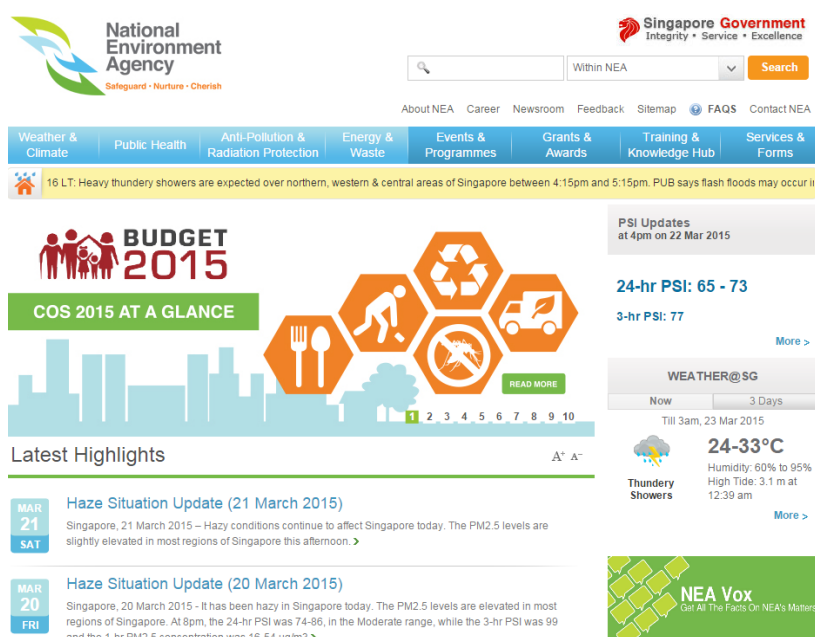 National
Environment
Agency
Safeguard · Nurture · Cherish
Singapore Government
Integrity · Service · Excellence
Within NEA
Search
About NEA Career Newsroom Feedback Sitemap FAQS Contact NEA
Weather & Climate
Public Health
Anti-Pollution & Radiation Protection
Energy & Waste
Events & Programmes
Grants & Awards
Training & Knowledge Hub
Services & Forms
16 LT: Heavy thundery showers are expected over northern, western & central areas of Singapore between 4:15pm and 5:15pm. PUB says flash floods may occur
BUDGET
2015
COS 2015 AT A GLANCE
READ MORE
1 2 3 4 5 6 7 8 9 10
PSI Updates
at 4pm on 22 Mar 2015
24-hr PSI: 65 - 73
3-hr PSI: 77
More >
WEATHER@SG
Now 3 Days
Till 3am, 23 Mar 2015
Thundery
Showers
24-33°C
Humidity: 60% to 95%
High Tide: 3.1 m at
12:39 am
More >
Latest Highlights
A+ A-
MAR
21
SAT
Haze Situation Update (21 March 2015)
Singapore, 21 March 2015 – Hazy conditions continue to affect Singapore today. The PM2.5 levels are
slightly elevated in most regions of Singapore this afternoon. >
MAR
20
FRI
Haze Situation Update (20 March 2015)
Singapore, 20 March 2015 - It has been hazy in Singapore today. The PM2.5 levels are elevated in most
regions of Singapore. At 8pm, the 24-hr PSI was 74-86, in the Moderate range, while the 3-hr PSI was 99
NEA Vox
Get All The Facts On NEA's Matters